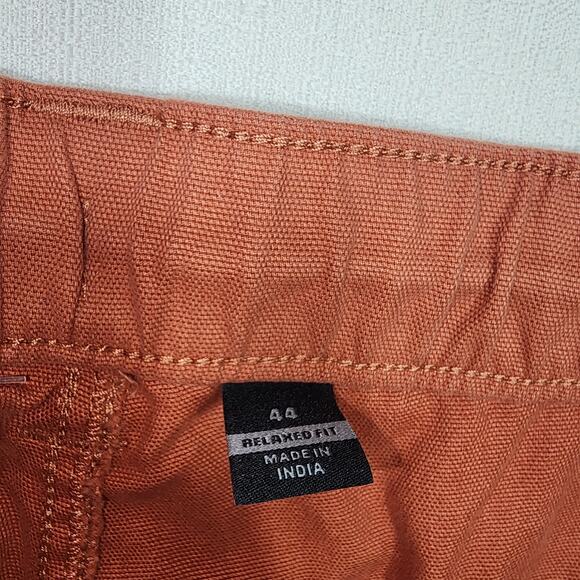 44
RELAXED FIT
MADE IN
INDIA